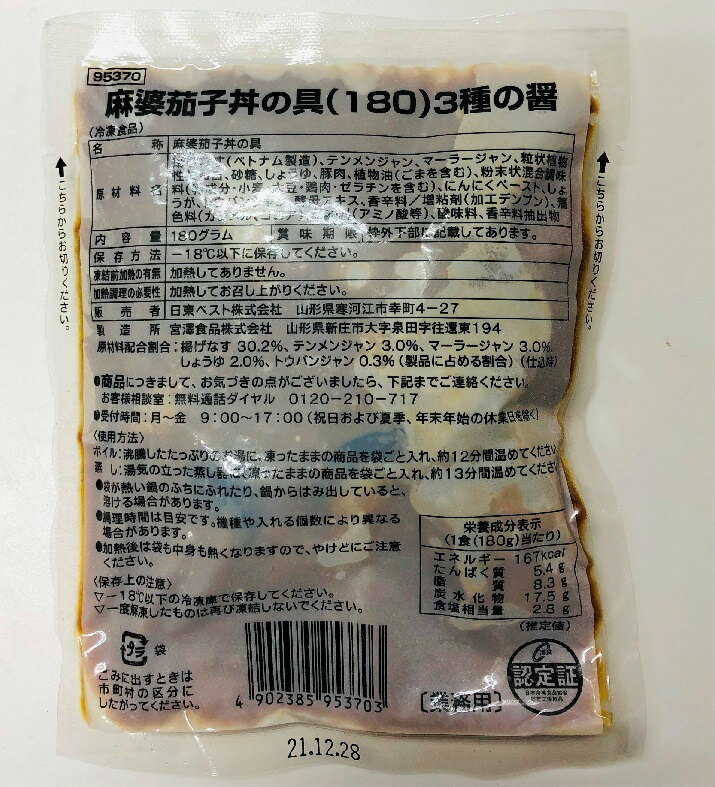 95370
麻婆茄子丼の具(180)3種の醤
(冷凍食品)
名 称 麻婆茄子丼の具
原材料名 す(ベトナム製造)、テンメンジャン、マーラージャン、粒状植物
砂糖、しょうゆ、豚肉、植物油(ごまを含む)、粉末状混合調味
料( 成分・小麦・大豆・鶏肉・ゼラチンを含む)、にんにくペースト、しょ
うが、 酵母エキス、香辛料/増粘剤(加工デンプン)、着
色料( (アミノ酸等)、酸味料、香辛料抽出物
内容量 180グラム 賞味期限 枠外下部に記載してあります。
保存方法 -18℃以下に保存してください。
凍結前加熱の有無 加熱してありません。
加熱調理の必要性 加熱してお召し上がりください。
販売者 日東ベスト株式会社 山形県寒河江市幸町4-27
製造所 宮澤食品株式会社 山形県新庄市大字泉田字往還東194
原材料配合割合:揚げなす 30.2%、テンメンジャン 3.0%、マーラージャン 3.0%、
しょうゆ 2.0%、トウバンジャン 0.3%(製品に占める割合)(仕込時)
●商品につきまして、お気づきの点がございましたら、下記までご連絡ください。
お客様相談室:無料通話ダイヤル 0120-210-717
●受付時間:月~金 9:00~17:00(祝日および夏季、年末年始の休業日を除く)
〈使用方法〉
ボイル:沸騰したたっぷりのお湯に、凍ったままの商品を袋ごと入れ、約12分間温めてください。
蒸し:湯気の立った蒸し器に、凍ったままの商品を袋ごと入れ、約13分間温めてください。
●袋が熱い鍋のふちにふれたり、鍋からはみ出していると、
溶ける場合があります。
●調理時間は目安です。機種や入れる個数により異なる
場合があります。
●加熱後は袋も中身も熱くなりますので、やけどにご注意
ください。
〈保存上の注意〉
▽-18℃以下の冷凍庫で保存してください。
▽一度解凍したものは再び凍結しないでください。
栄養成分表示
(1食(180g)当たり)
エネルギー 167kcal
たんぱく質 5.4 g
脂質 8.3 g
炭水化物 17.5 g
食塩相当量 2.8 g
(推定値)
プラ 袋
ごみに出すときは
市町村の区分に
したがってください。
4 902385 953703
[業務用]
認定証
21.12.28
こちらからお切りください。
こちらからお切りください。